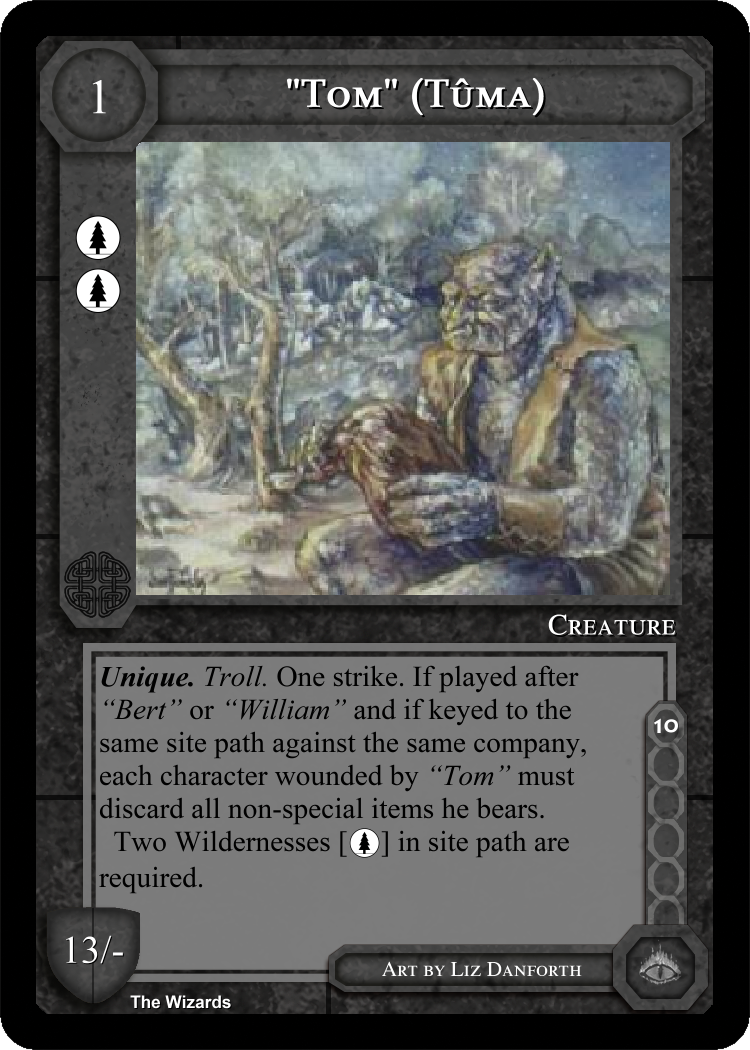 1
"Tom" (Tûma)
Creature
Unique. Troll. One strike. If played after
“Bert” or “William” and if keyed to the
same site path against the same company,
each character wounded by “Tom” must
discard all non-special items he bears.
Two Wildernesses [ ] in site path are
required.
10
13/-
Art by Liz Danforth
The Wizards